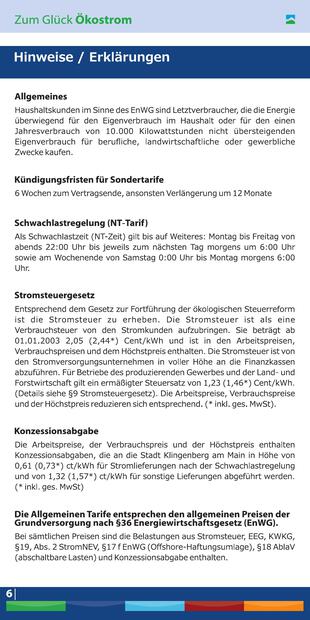 Zum Glück Ökostrom
Hinweise / Erklärungen
Allgemeines
Haushaltskunden im Sinne des EnWG sind Letztverbraucher, die die Energie
überwiegend für den Eigenverbrauch im Haushalt oder für den einen
Jahresverbrauch von 10.000 Kilowattstunden nicht übersteigenden
Eigenverbrauch für berufliche, landwirtschaftliche oder gewerbliche
Zwecke kaufen.
Kündigungsfristen für Sondertarife
6 Wochen zum Vertragsende, ansonsten Verlängerung um 12 Monate
Schwachlastregelung (NT-Tarif)
Als Schwachlastzeit (NT-Zeit) gilt bis auf Weiteres: Montag bis Freitag von
abends 22:00 Uhr bis jeweils zum nächsten Tag morgens um 6:00 Uhr
sowie am Wochenende von Samstag 0:00 Uhr bis Montag morgens 6:00
Uhr.
Stromsteuergesetz
Entsprechend dem Gesetz zur Fortführung der ökologischen Steuerreform
ist die Stromsteuer zu erheben. Die Stromsteuer ist als eine
Verbrauchsteuer von den Stromkunden aufzubringen. Sie beträgt ab
01.01.2003 2,05 (2,44*) Cent/kWh und ist in den Arbeitspreisen,
Verbrauchspreisen und dem Höchstpreis enthalten. Die Stromsteuer ist von
den Stromversorgungsunternehmen in voller Höhe an die Finanzkassen
abzuführen. Für Betriebe des produzierenden Gewerbes und der Land- und
Forstwirtschaft gilt ein ermäßigter Steuersatz von 1,23 (1,46*) Cent/kWh.
(Details siehe §9 Stromsteuergesetz). Die Arbeitspreise, Verbrauchspreise
und der Höchstpreis reduzieren sich entsprechend. (* inkl. ges. MwSt).
Konzessionsabgabe
Die Arbeitspreise, der Verbrauchspreis und der Höchstpreis enthalten
Konzessionsabgaben, die an die Stadt Klingenberg am Main in Höhe von
0,61 (0,73*) ct/kWh für Stromlieferungen nach der Schwachlastregelung
und von 1,32 (1,57*) ct/kWh für sonstige Lieferungen abgeführt werden.
(* inkl. ges. MwSt)
Die Allgemeinen Tarife entsprechen den allgemeinen Preisen der
Grundversorgung nach §36 Energiewirtschaftsgesetz (EnWG).
Bei sämtlichen Preisen sind die Belastungen aus Stromsteuer, EEG, KWKG,
§19, Abs. 2 StromNEV, §17 f EnWG (Offshore-Haftungsumlage), §18 AblaV
(abschaltbare Lasten) und Konzessionsabgabe enthalten.
6